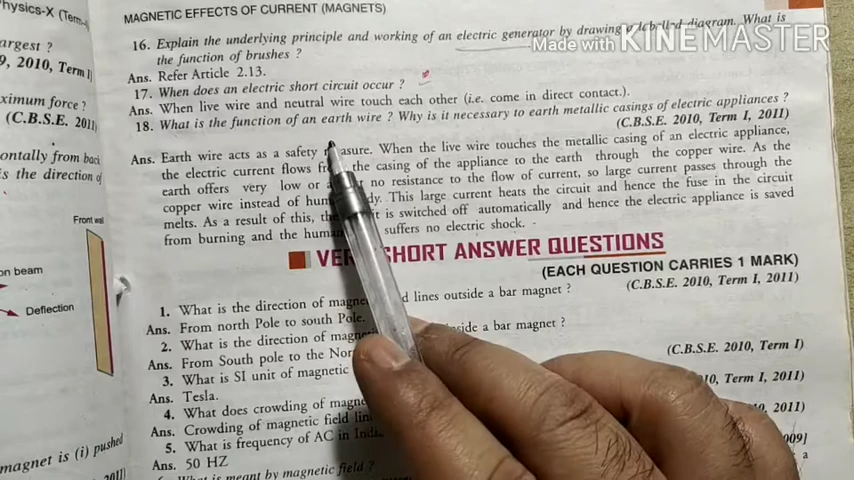 Physics-X (Term-I
MAGNETIC EFFECTS OF CURRENT (MAGNETS)
Made with KINEMASTER
argest ?
9, 2010, Term I)
ximum force ?
(C.B.S.E. 2011)
ontally from back
is the direction of
Front wall
on beam
Deflection
magnet is (i) pushed
16. Explain the underlying principle and working of an electric generator by drawing a labelled diagram. What is
the function of brushes ?
Ans. Refer Article 2.13.
17. When does an electric short circuit occur ?
Ans. When live wire and neutral wire touch each other (i.e. come in direct contact.).
18. What is the function of an earth wire ? Why is it necessary to earth metallic casings of electric appliances ?
(C.B.S.E. 2010, Term I, 2011)
Ans. Earth wire acts as a safety measure. When the live wire touches the metallic casing of an electric appliance,
the electric current flows from the casing of the appliance to the earth through the copper wire. As the
earth offers very low or no resistance to the flow of current, so large current passes through the
copper wire instead of human body. This large current heats the circuit and hence the fuse in the circuit
melts. As a result of this, the is switched off automatically and hence the electric appliance is saved
from burning and the human suffers no electric shock.
VERY SHORT ANSWER QUESTIONS
(EACH QUESTION CARRIES 1 MARK)
1. What is the direction of magnetic field lines outside a bar magnet ?
(C.B.S.E. 2010, Term I, 2011)
Ans. From north Pole to south Pole.
2. What is the direction of inside a bar magnet ?
Ans. From South pole to the
(C.B.S.E. 2010, Term I)
3. What is SI unit of magnetic
Term I, 2011)
Ans. Tesla.
4. What does crowding of
2011)
Ans. Crowding of magnetic field
5. What is frequency of AC in
2009]
Ans. 50 HZ
What is meant by magnetic field ?